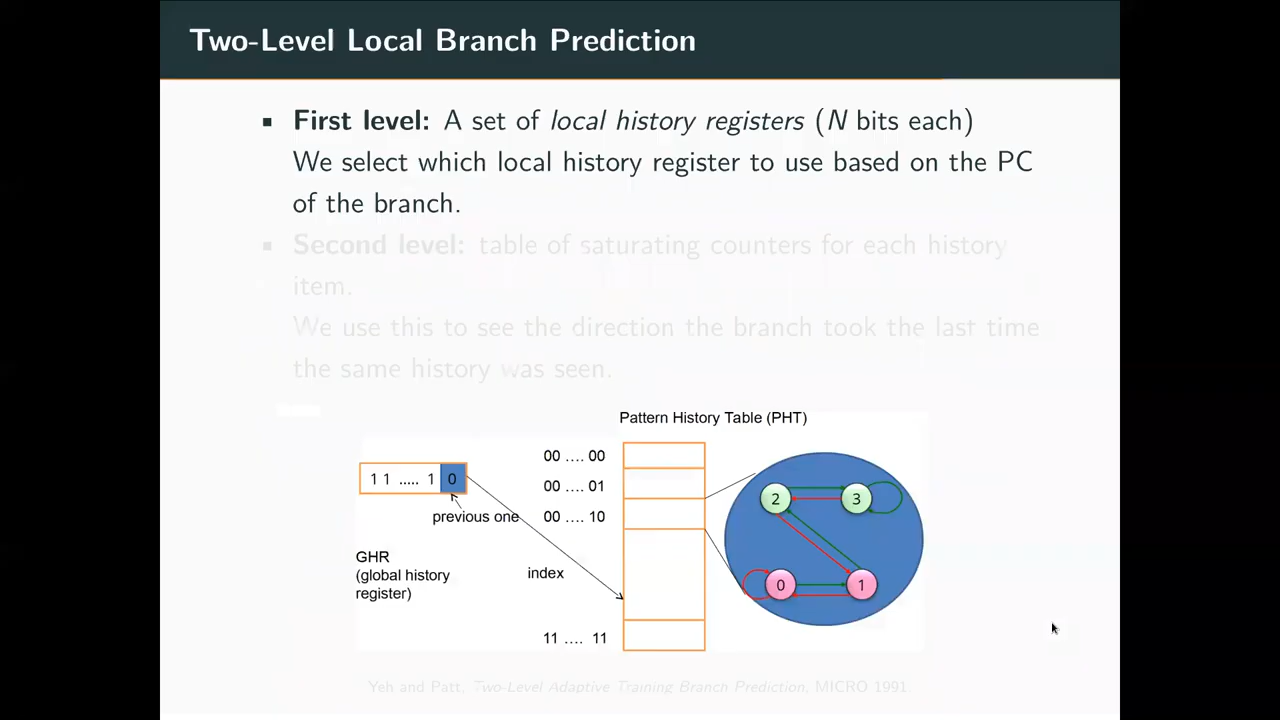 Two-Level Local Branch Prediction
▪ First level: A set of local history registers (N bits each)
We select which local history register to use based on the PC
of the branch.
▪ Second level: table of saturating counters for each history
item.
We use this to see the direction the branch took the last time
the same history was seen.
Pattern History Table (PHT)
1 1 ..... 1 0
previous one
GHR
(global history
register)
index
00 .... 00
00 .... 01
00 .... 10
11 .... 11
2 3
0 1
Yeh and Patt, Two-Level Adaptive Training Branch Prediction, MICRO 1991